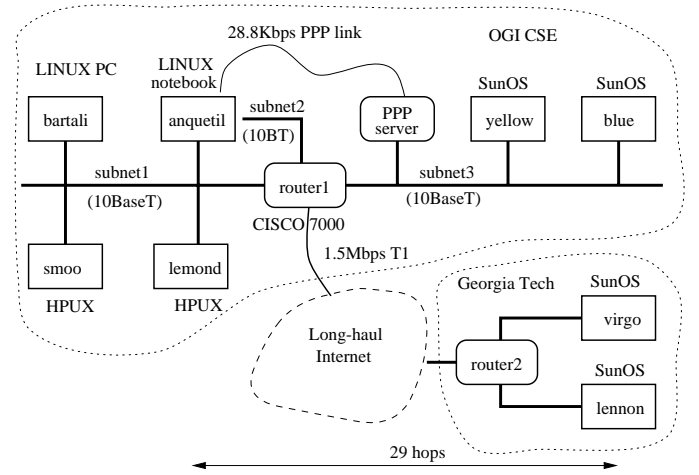 28.8Kbps PPP link
OGI CSE
LINUX PC
LINUX
notebook
SunOS
SunOS
bartali
anquetil
subnet2
(10BT)
PPP
server
yellow
blue
subnet1
(10BaseT)
router1
subnet3
(10BaseT)
CISCO 7000
smoo
lemond
1.5Mbps T1
HPUX
HPUX
Georgia Tech
SunOS
virgo
Long-haul
Internet
router2
SunOS
lennon
29 hops